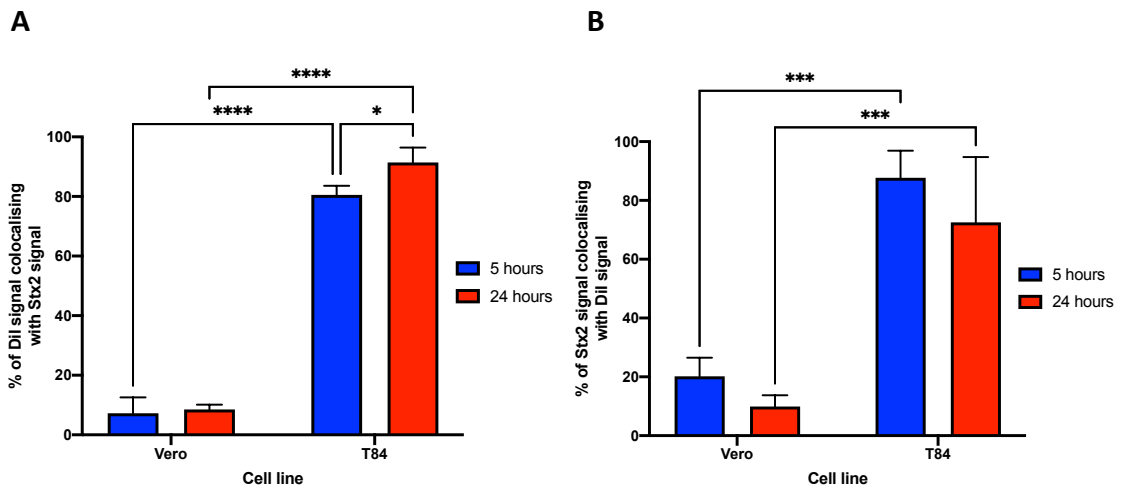 A
% of DiI signal colocalising
with Stx2 signal
100
80
60
40
20
0
****
****
*
Vero
T84
Cell line
5 hours
24 hours
B
% of Stx2 signal colocalising
with DiI signal
100
80
60
40
20
0
***
***
Vero
T84
Cell line
5 hours
24 hours